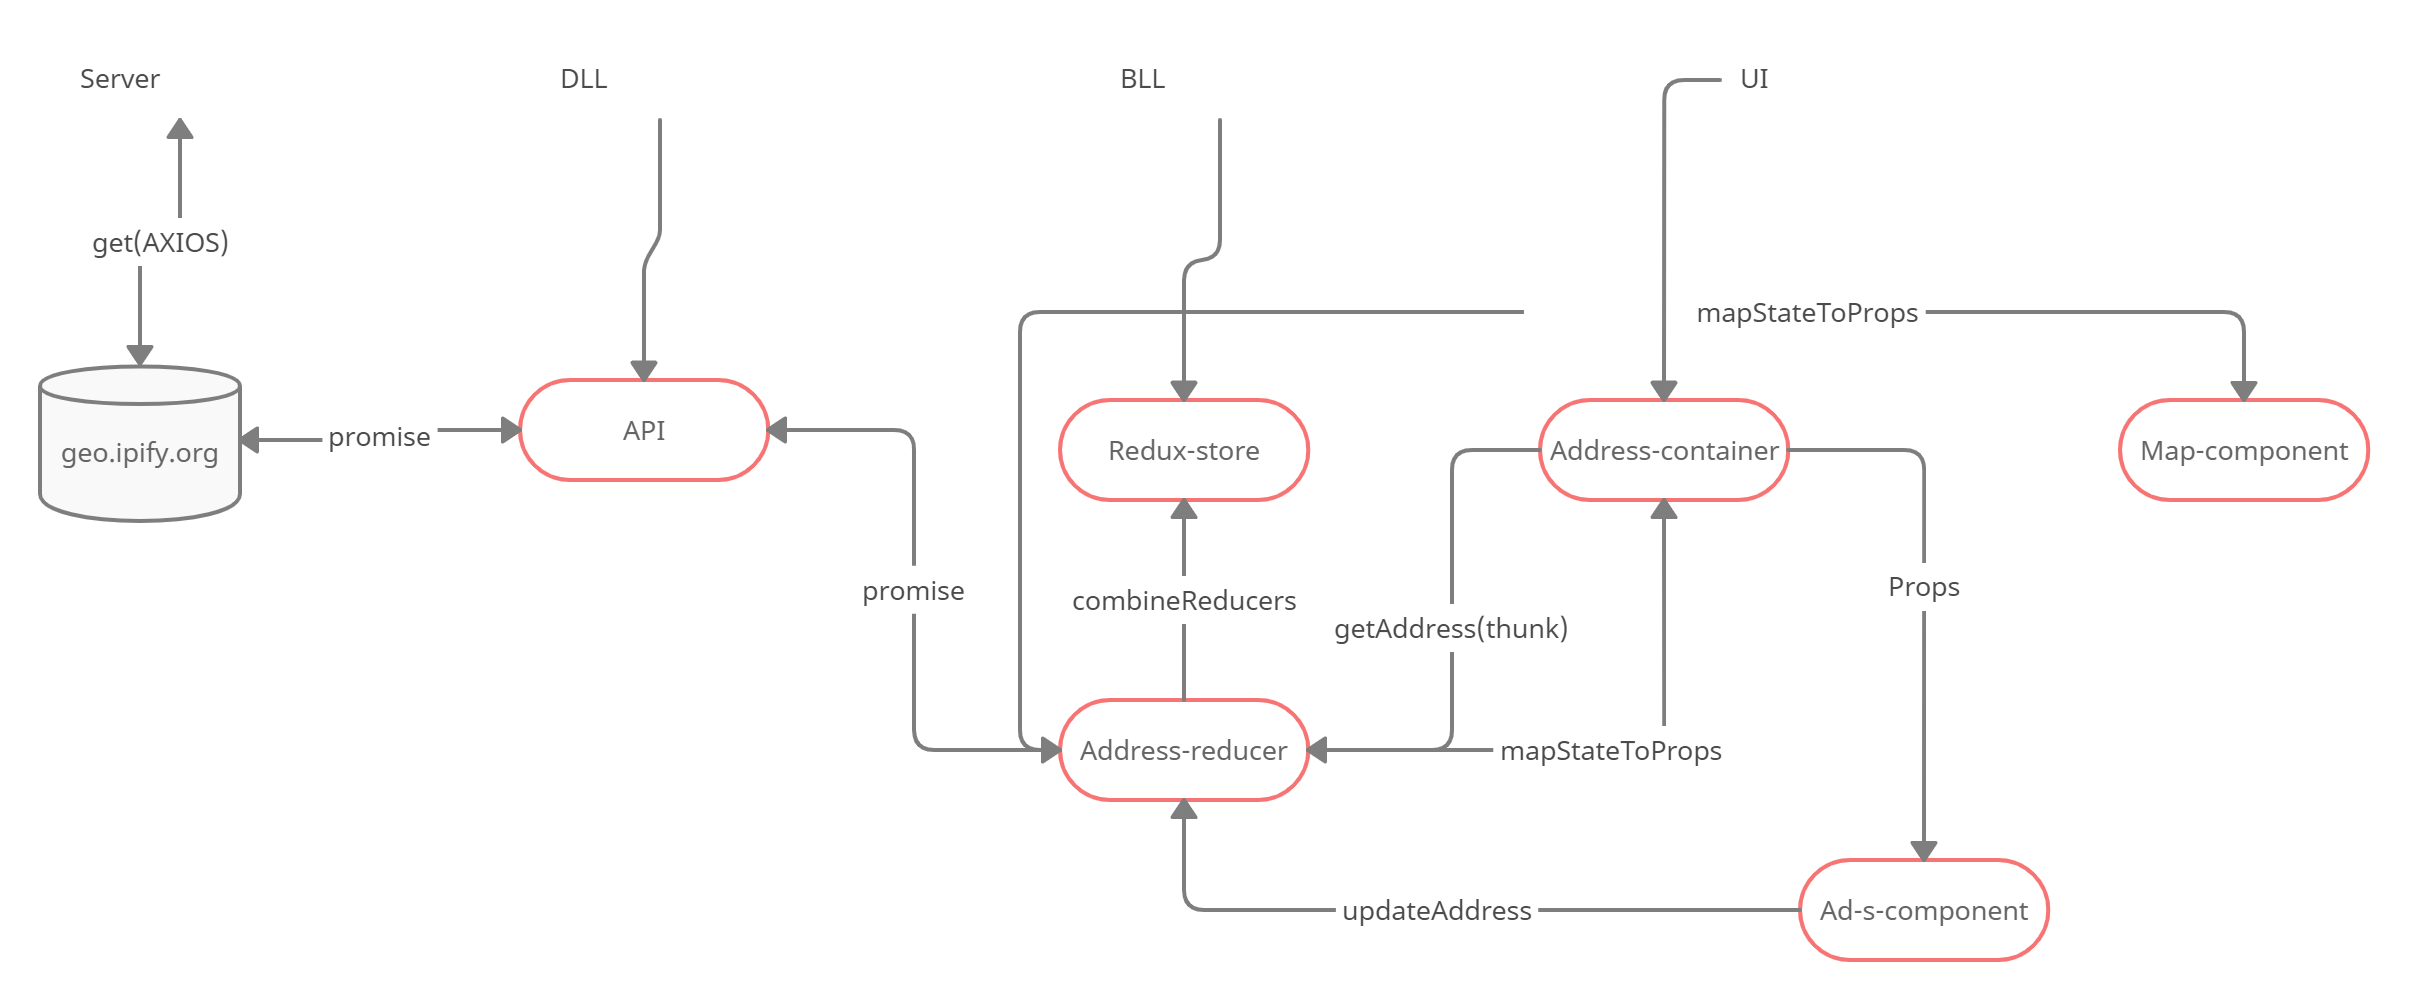 Server
DLL
BLL
UI
get(AXIOS)
mapStateToProps
geo.ipify.org
promise
API
Redux-store
Address-container
Map-component
promise
combineReducers
getAddress(thunk)
Props
Address-reducer
mapStateToProps
updateAddress
Ad-s-component